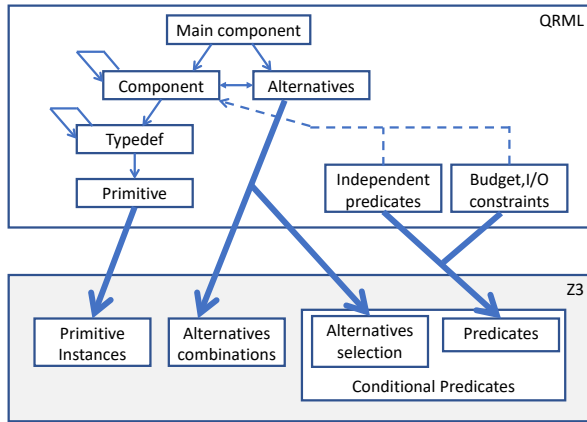 QRML
Main component
Component
Alternatives
Typedef
Primitive
Independent
predicates
Budget,I/O
constraints
Z3
Primitive
Instances
Alternatives
combinations
Alternatives
selection
Predicates
Conditional Predicates